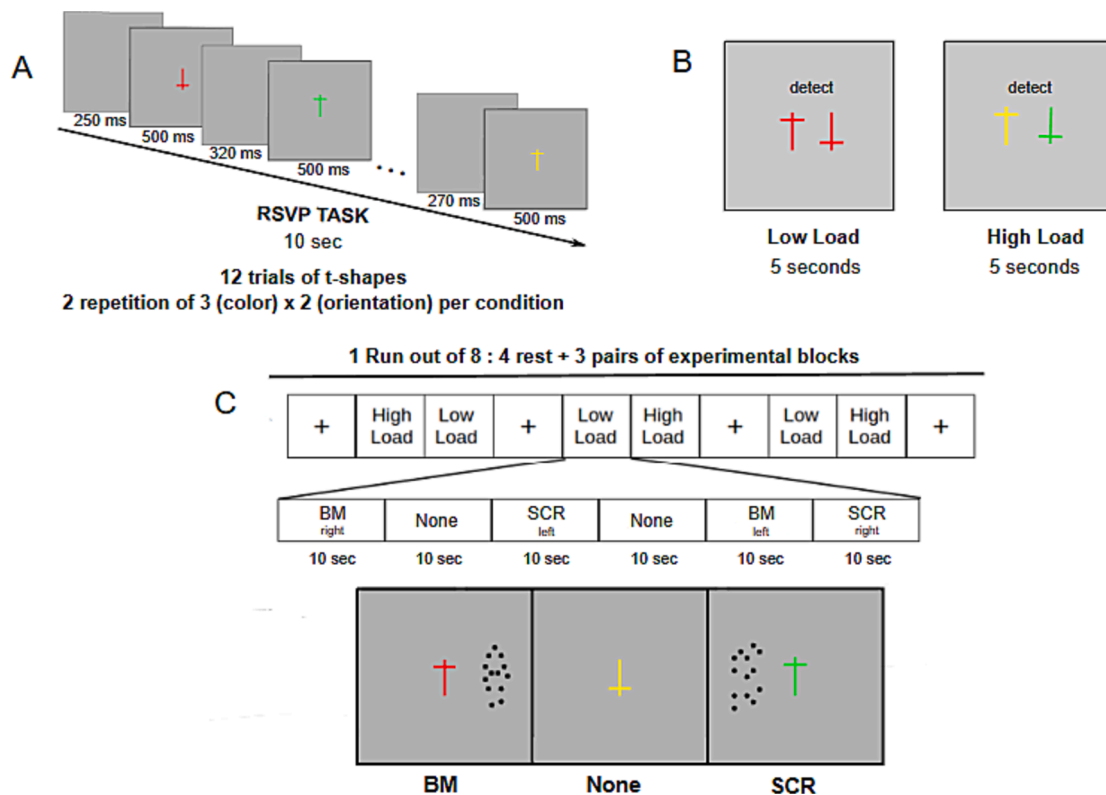 A
250 ms
500 ms
320 ms
500 ms
...
270 ms
500 ms
RSVP TASK
10 sec
12 trials of t-shapes
2 repetition of 3 (color) x 2 (orientation) per condition
B
detect
detect
Low Load
High Load
5 seconds
5 seconds
1 Run out of 8 : 4 rest + 3 pairs of experimental blocks
C
+ High Load Low Load + Low Load High Load + Low Load High Load +
BM right None SCR left None BM left SCR right
10 sec 10 sec 10 sec 10 sec 10 sec 10 sec
BM None SCR